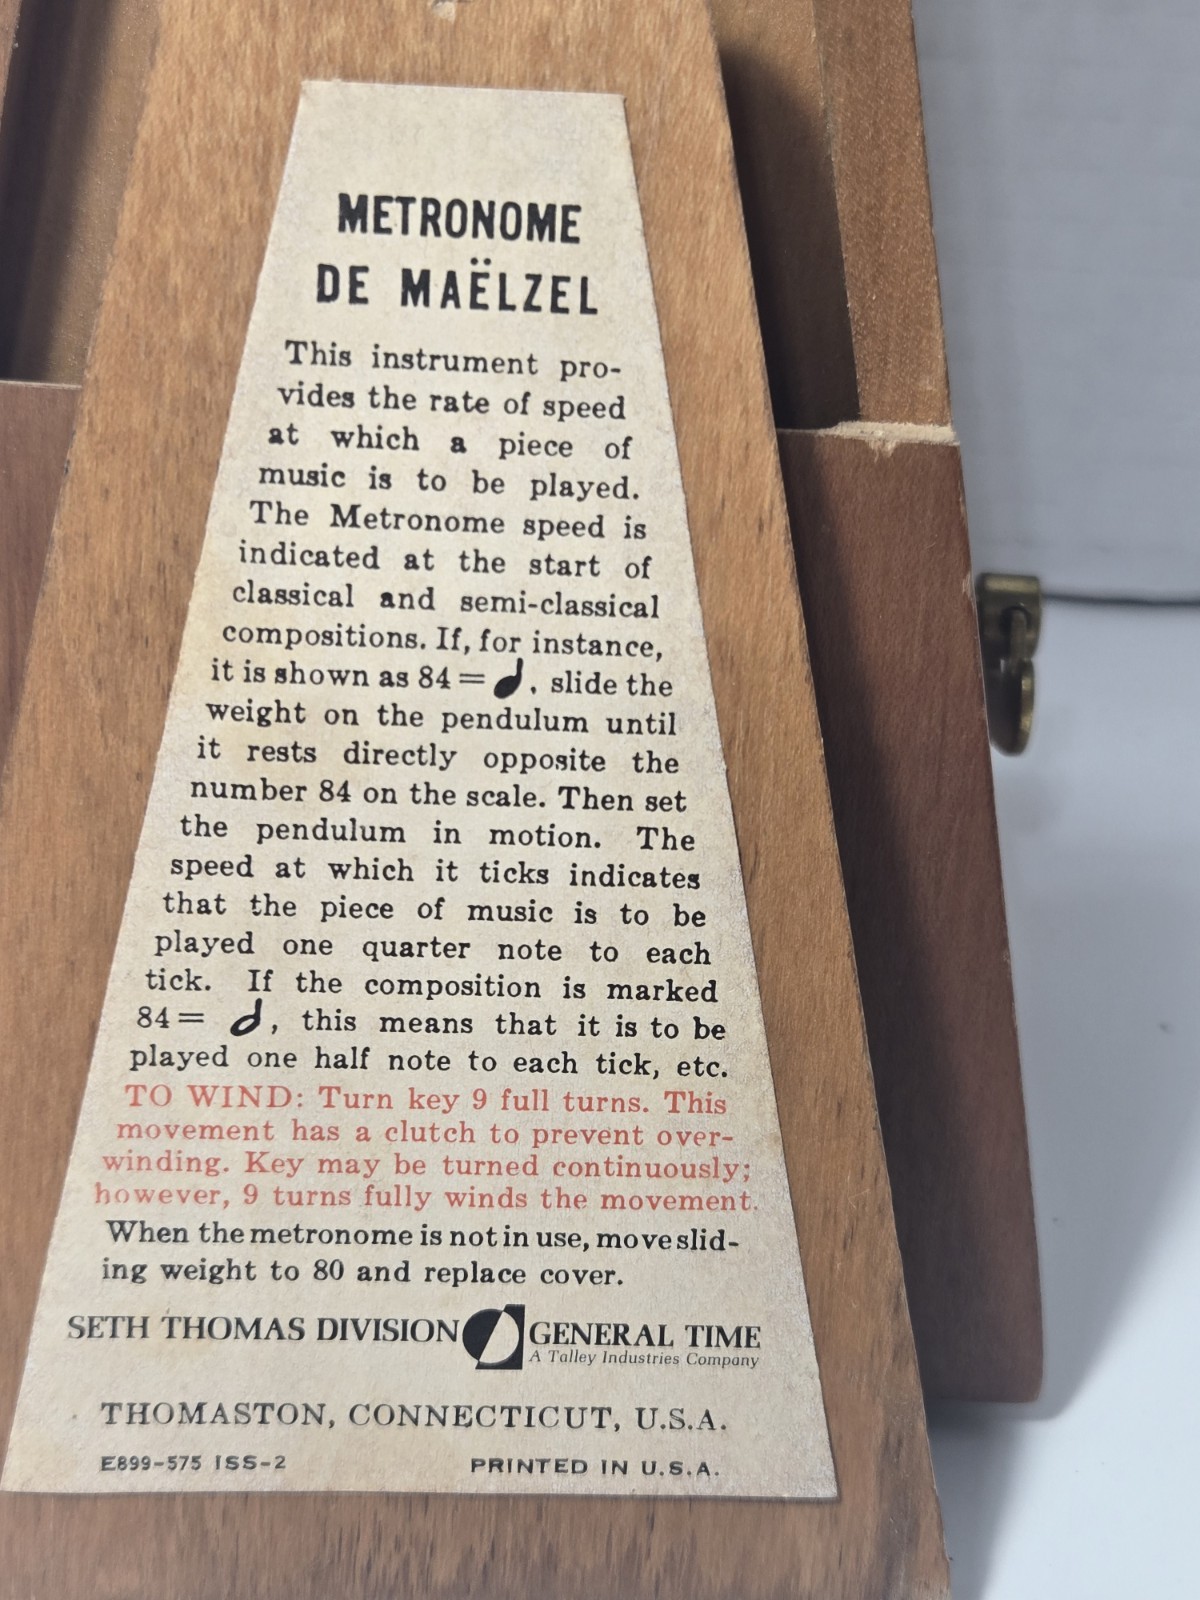 METRONOME
DE MAËLZEL
This instrument pro-
vides the rate of speed
at which a piece of
music is to be played.
The Metronome speed is
indicated at the start of
classical and semi-classical
compositions. If, for instance,
it is shown as 84 = 𝅘𝅥 , slide the
weight on the pendulum until
it rests directly opposite the
number 84 on the scale. Then set
the pendulum in motion. The
speed at which it ticks indicates
that the piece of music is to be
played one quarter note to each
tick. If the composition is marked
84 = 𝅗𝅥 , this means that it is to be
played one half note to each tick, etc.
TO WIND: Turn key 9 full turns. This
movement has a clutch to prevent over-
winding. Key may be turned continuously;
however, 9 turns fully winds the movement.
When the metronome is not in use, move slid-
ing weight to 80 and replace cover.
SETH THOMAS DIVISION GENERAL TIME
A Talley Industries Company
THOMASTON, CONNECTICUT, U.S.A.
E899-575 ISS-2 PRINTED IN U.S.A.